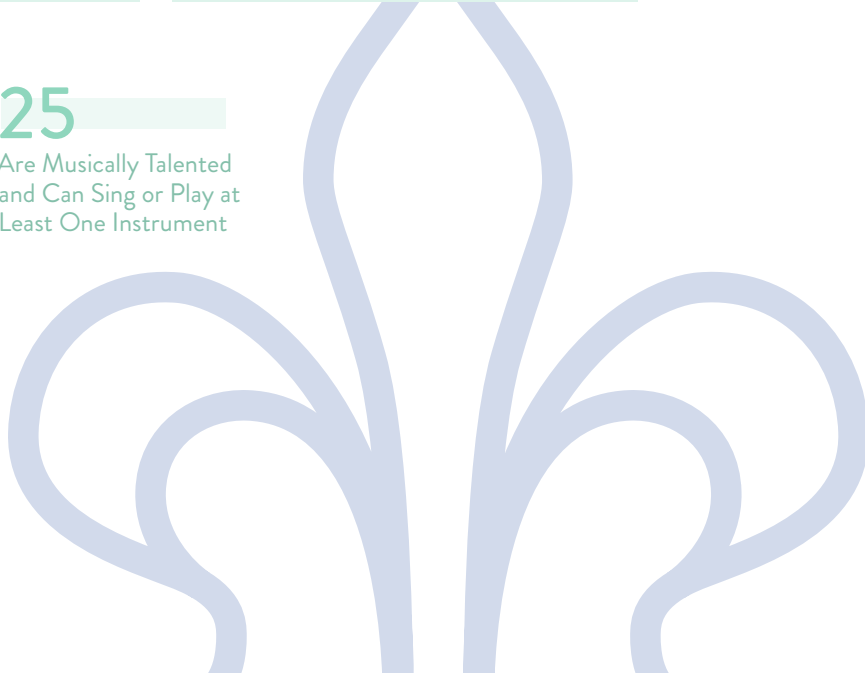 25
Are Musically Talented
and Can Sing or Play at
Least One Instrument